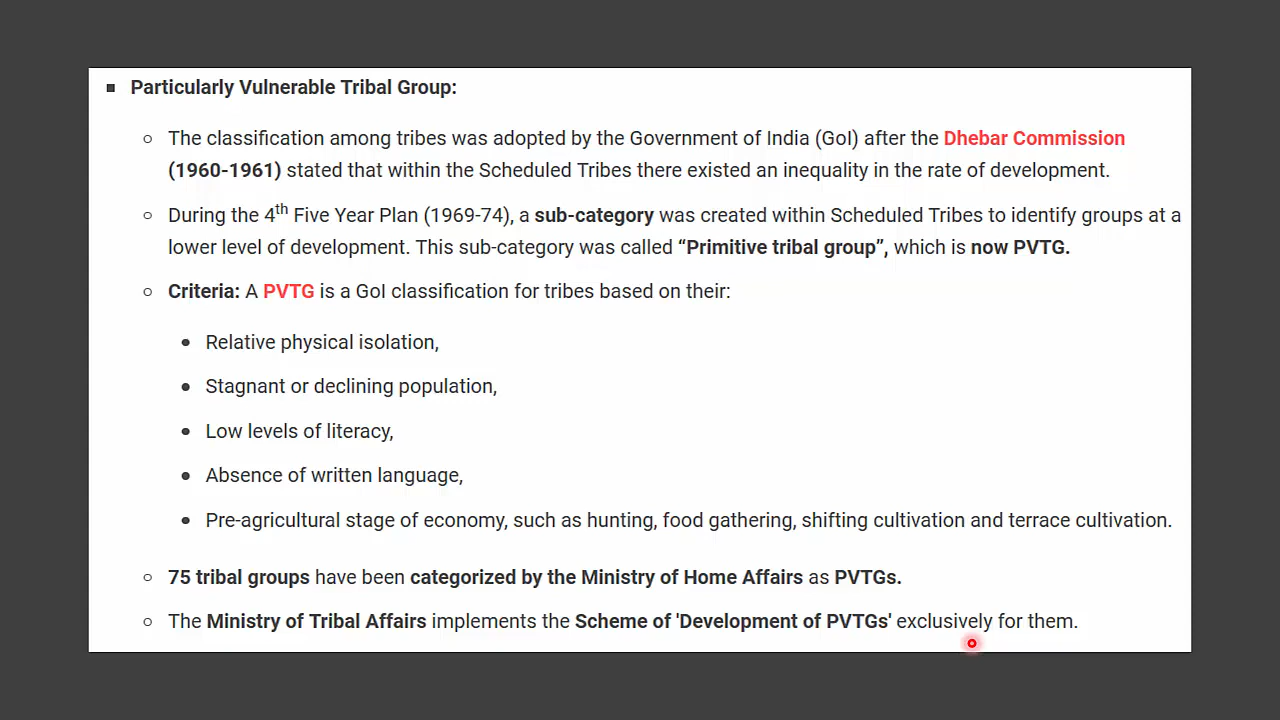 Particularly Vulnerable Tribal Group:
The classification among tribes was adopted by the Government of India (GoI) after the Dhebar Commission
(1960-1961) stated that within the Scheduled Tribes there existed an inequality in the rate of development.
During the 4th Five Year Plan (1969-74), a sub-category was created within Scheduled Tribes to identify groups at a
lower level of development. This sub-category was called “Primitive tribal group”, which is now PVTG.
Criteria: A PVTG is a GoI classification for tribes based on their:
Relative physical isolation,
Stagnant or declining population,
Low levels of literacy,
Absence of written language,
Pre-agricultural stage of economy, such as hunting, food gathering, shifting cultivation and terrace cultivation.
75 tribal groups have been categorized by the Ministry of Home Affairs as PVTGs.
The Ministry of Tribal Affairs implements the Scheme of 'Development of PVTGs' exclusively for them.